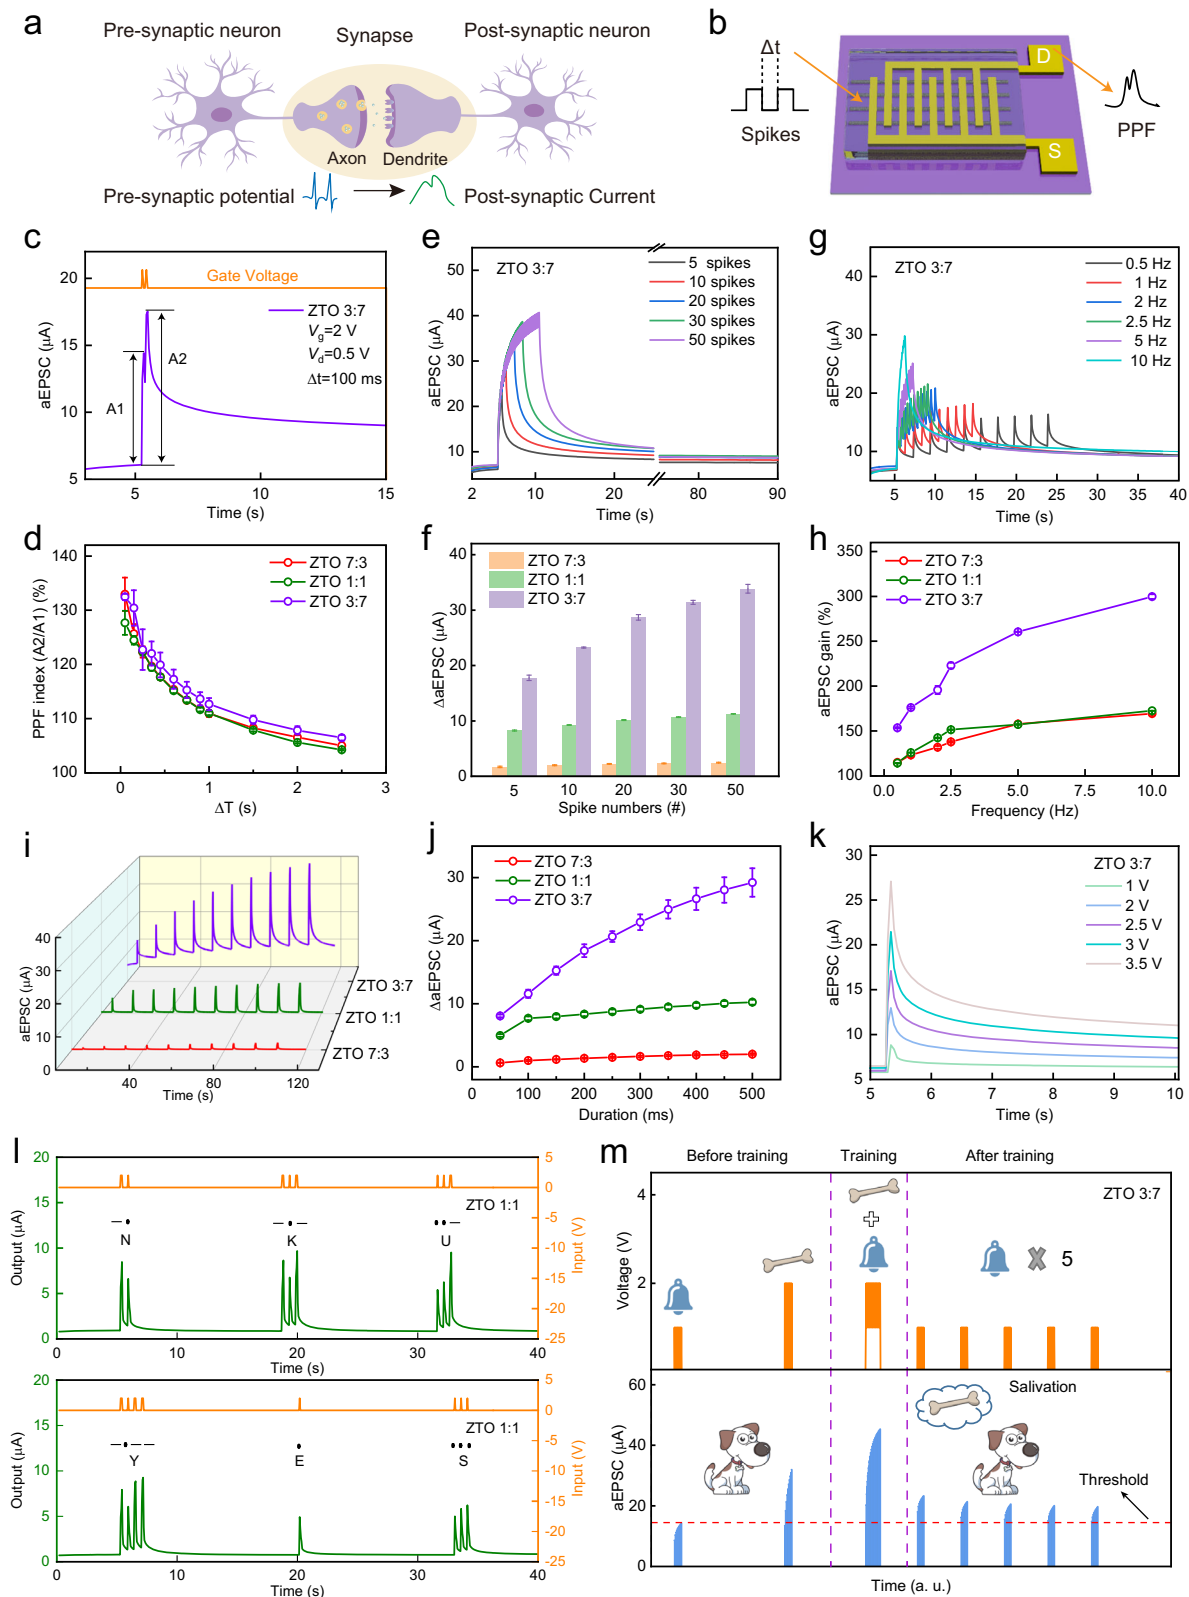 a
Pre-synaptic neuron
Synapse
Post-synaptic neuron
Axon
Dendrite
Pre-synaptic potential
Post-synaptic Current
b
Δt
Spikes
D
S
PPF
c
Gate Voltage
ZTO 3:7
Vg=2 V
Vd=0.5 V
Δt=100 ms
A1
A2
aEPSC (μA)
20
15
10
5
5
10
15
Time (s)
e
ZTO 3:7
5 spikes
10 spikes
20 spikes
30 spikes
50 spikes
aEPSC (μA)
50
40
30
20
10
2
10
20
80
90
Time (s)
g
ZTO 3:7
0.5 Hz
1 Hz
2 Hz
2.5 Hz
5 Hz
10 Hz
aEPSC (μA)
40
30
20
10
5
10
15
20
25
30
35
40
Time (s)
d
ZTO 7:3
ZTO 1:1
ZTO 3:7
PPF index (A2/A1) (%)
140
130
120
110
100
0
1
2
3
ΔT (s)
f
ZTO 7:3
ZTO 1:1
ZTO 3:7
ΔaEPSC (μA)
40
30
20
10
0
5
10
20
30
50
Spike numbers (#)
h
ZTO 7:3
ZTO 1:1
ZTO 3:7
aEPSC gain (%)
350
300
250
200
150
100
0.0
2.5
5.0
7.5
10.0
Frequency (Hz)
i
aEPSC (μA)
40
30
20
10
0
40
80
120
Time (s)
ZTO 3:7
ZTO 1:1
ZTO 7:3
j
ZTO 7:3
ZTO 1:1
ZTO 3:7
ΔaEPSC (μA)
30
20
10
0
0
100
200
300
400
500
Duration (ms)
k
ZTO 3:7
1 V
2 V
2.5 V
3 V
3.5 V
aEPSC (μA)
30
25
20
15
10
5
5
6
7
8
9
10
Time (s)
l
Output (μA)
20
15
10
5
0
5
0
-5
-10
-15
-20
-25
Input (V)
ZTO 1:1
N
K
U
0
10
20
30
40
Time (s)
Output (μA)
20
15
10
5
0
5
0
-5
-10
-15
-20
-25
Input (V)
ZTO 1:1
Y
E
S
0
10
20
30
40
Time (s)
m
Before training
Training
After training
ZTO 3:7
Voltage (V)
4
2
5
Salivation
Threshold
aEPSC (μA)
60
40
20
0
Time (a. u.)